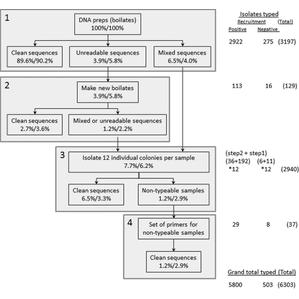 1
DNA preps (boilates)
100%/100%
Clean sequences
89.6%/90.2%
Unreadable sequences
3.9%/5.8%
Mixed sequences
6.5%/4.0%
Isolates typed
Recruitment (Total)
Positive Negative
2922 275 (3197)
2
Make new boilates
3.9%/5.8%
Clean sequences
2.7%/3.6%
Mixed or unreadable sequences
1.2%/2.2%
113 16 (129)
3
Isolate 12 individual colonies per sample
7.7%/6.2%
Clean sequences
6.5%/3.3%
Non-typeable samples
1.2%/2.9%
(step2 + step1)
(36+192) (6+11)
*12 *12 (2940)
4
Set of primers for
non-typeable samples
Clean sequences
1.2%/2.9%
29 8 (37)
Grand total typed (Total)
5800 503 (6303)